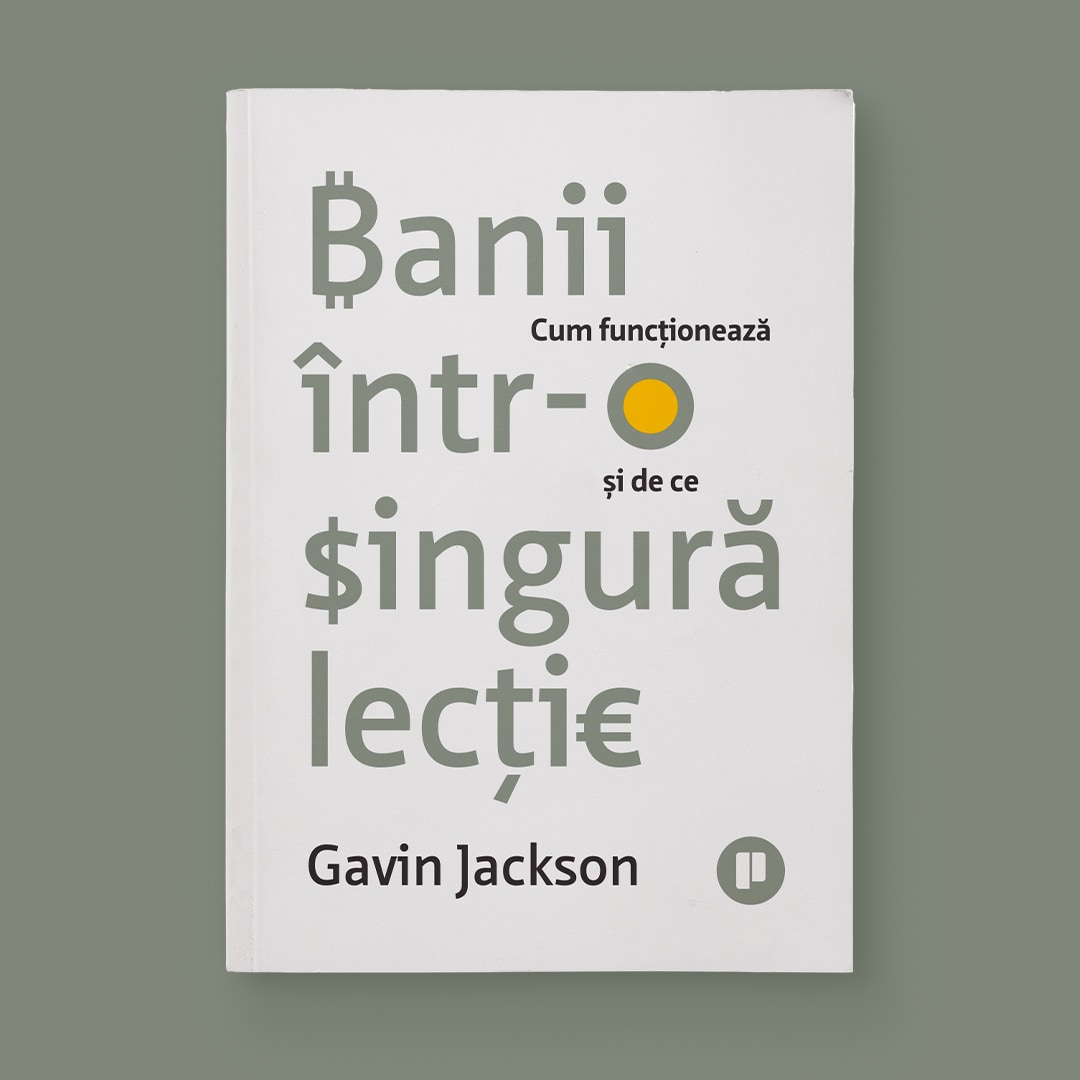 ₿anii
Cum funcționează
într-o
și de ce
$ingură
lecți€
Gavin Jackson